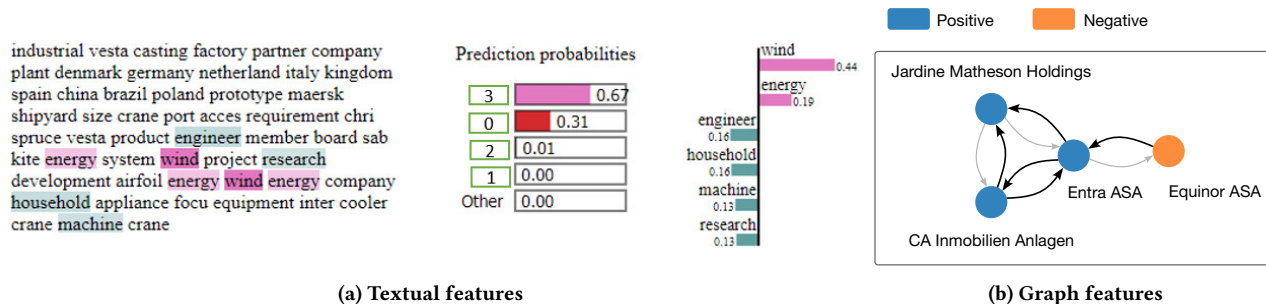 industrial vesta casting factory partner company
plant denmark germany netherland italy kingdom
spain china brazil poland prototype maersk
shipyard size crane port acces requirement chri
spruce vesta product engineer member board sab
kite energy system wind project research
development airfoil energy wind energy company
household appliance focu equipment inter cooler
crane machine crane
Prediction probabilities
3 0.67
0 0.31
2 0.01
1 0.00
Other 0.00
wind
0.44
energy
0.19
engineer
0.16
household
0.16
machine
0.13
research
0.13
(a) Textual features
Positive
Negative
Jardine Matheson Holdings
Entra ASA
Equinor ASA
CA Inmobilien Anlagen
(b) Graph features